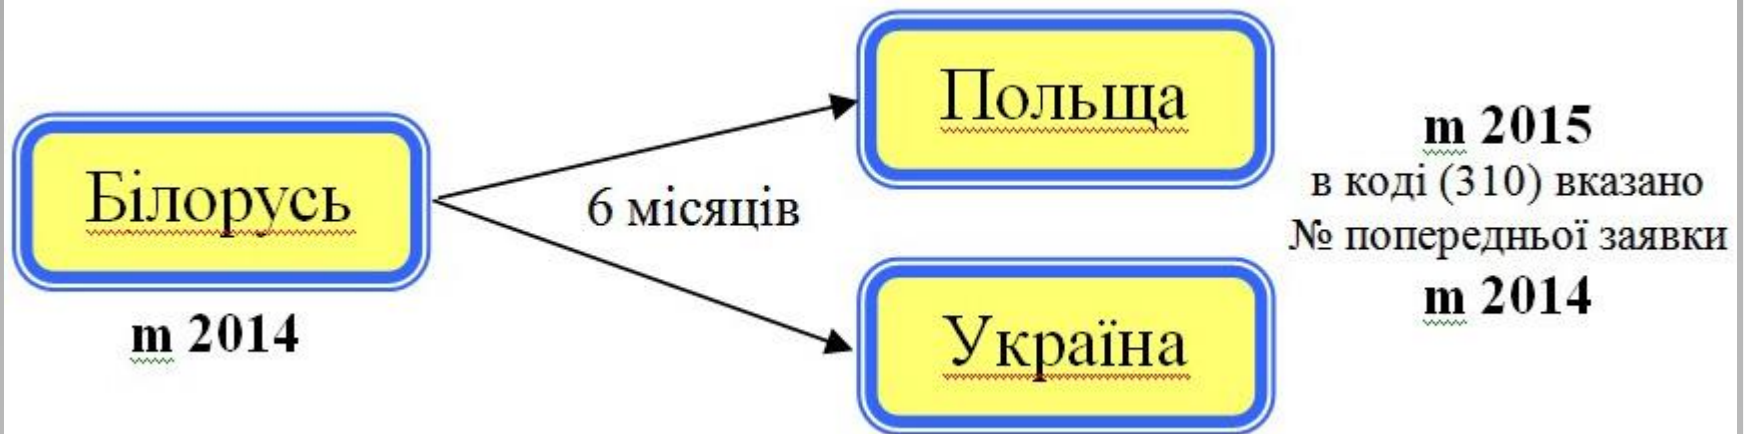 Білорусь
m 2014
6 місяців
Польща
Україна
m 2015
в коді (310) вказано
№ попередньої заявки
m 2014